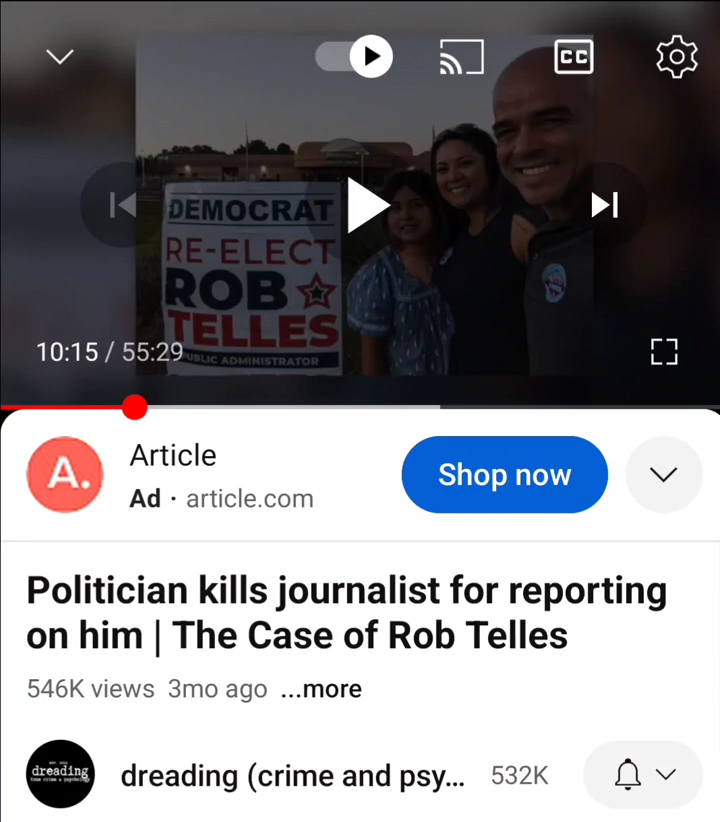 CC
DEMOCRAT
RE-ELECT
ROB
TELLES
PUBLIC ADMINISTRATOR
10:15 / 55:29
A.
Article
Ad · article.com
Shop now
Politician kills journalist for reporting
on him | The Case of Rob Telles
546K views 3mo ago ...more
dreading
dreading (crime and psy... 532K